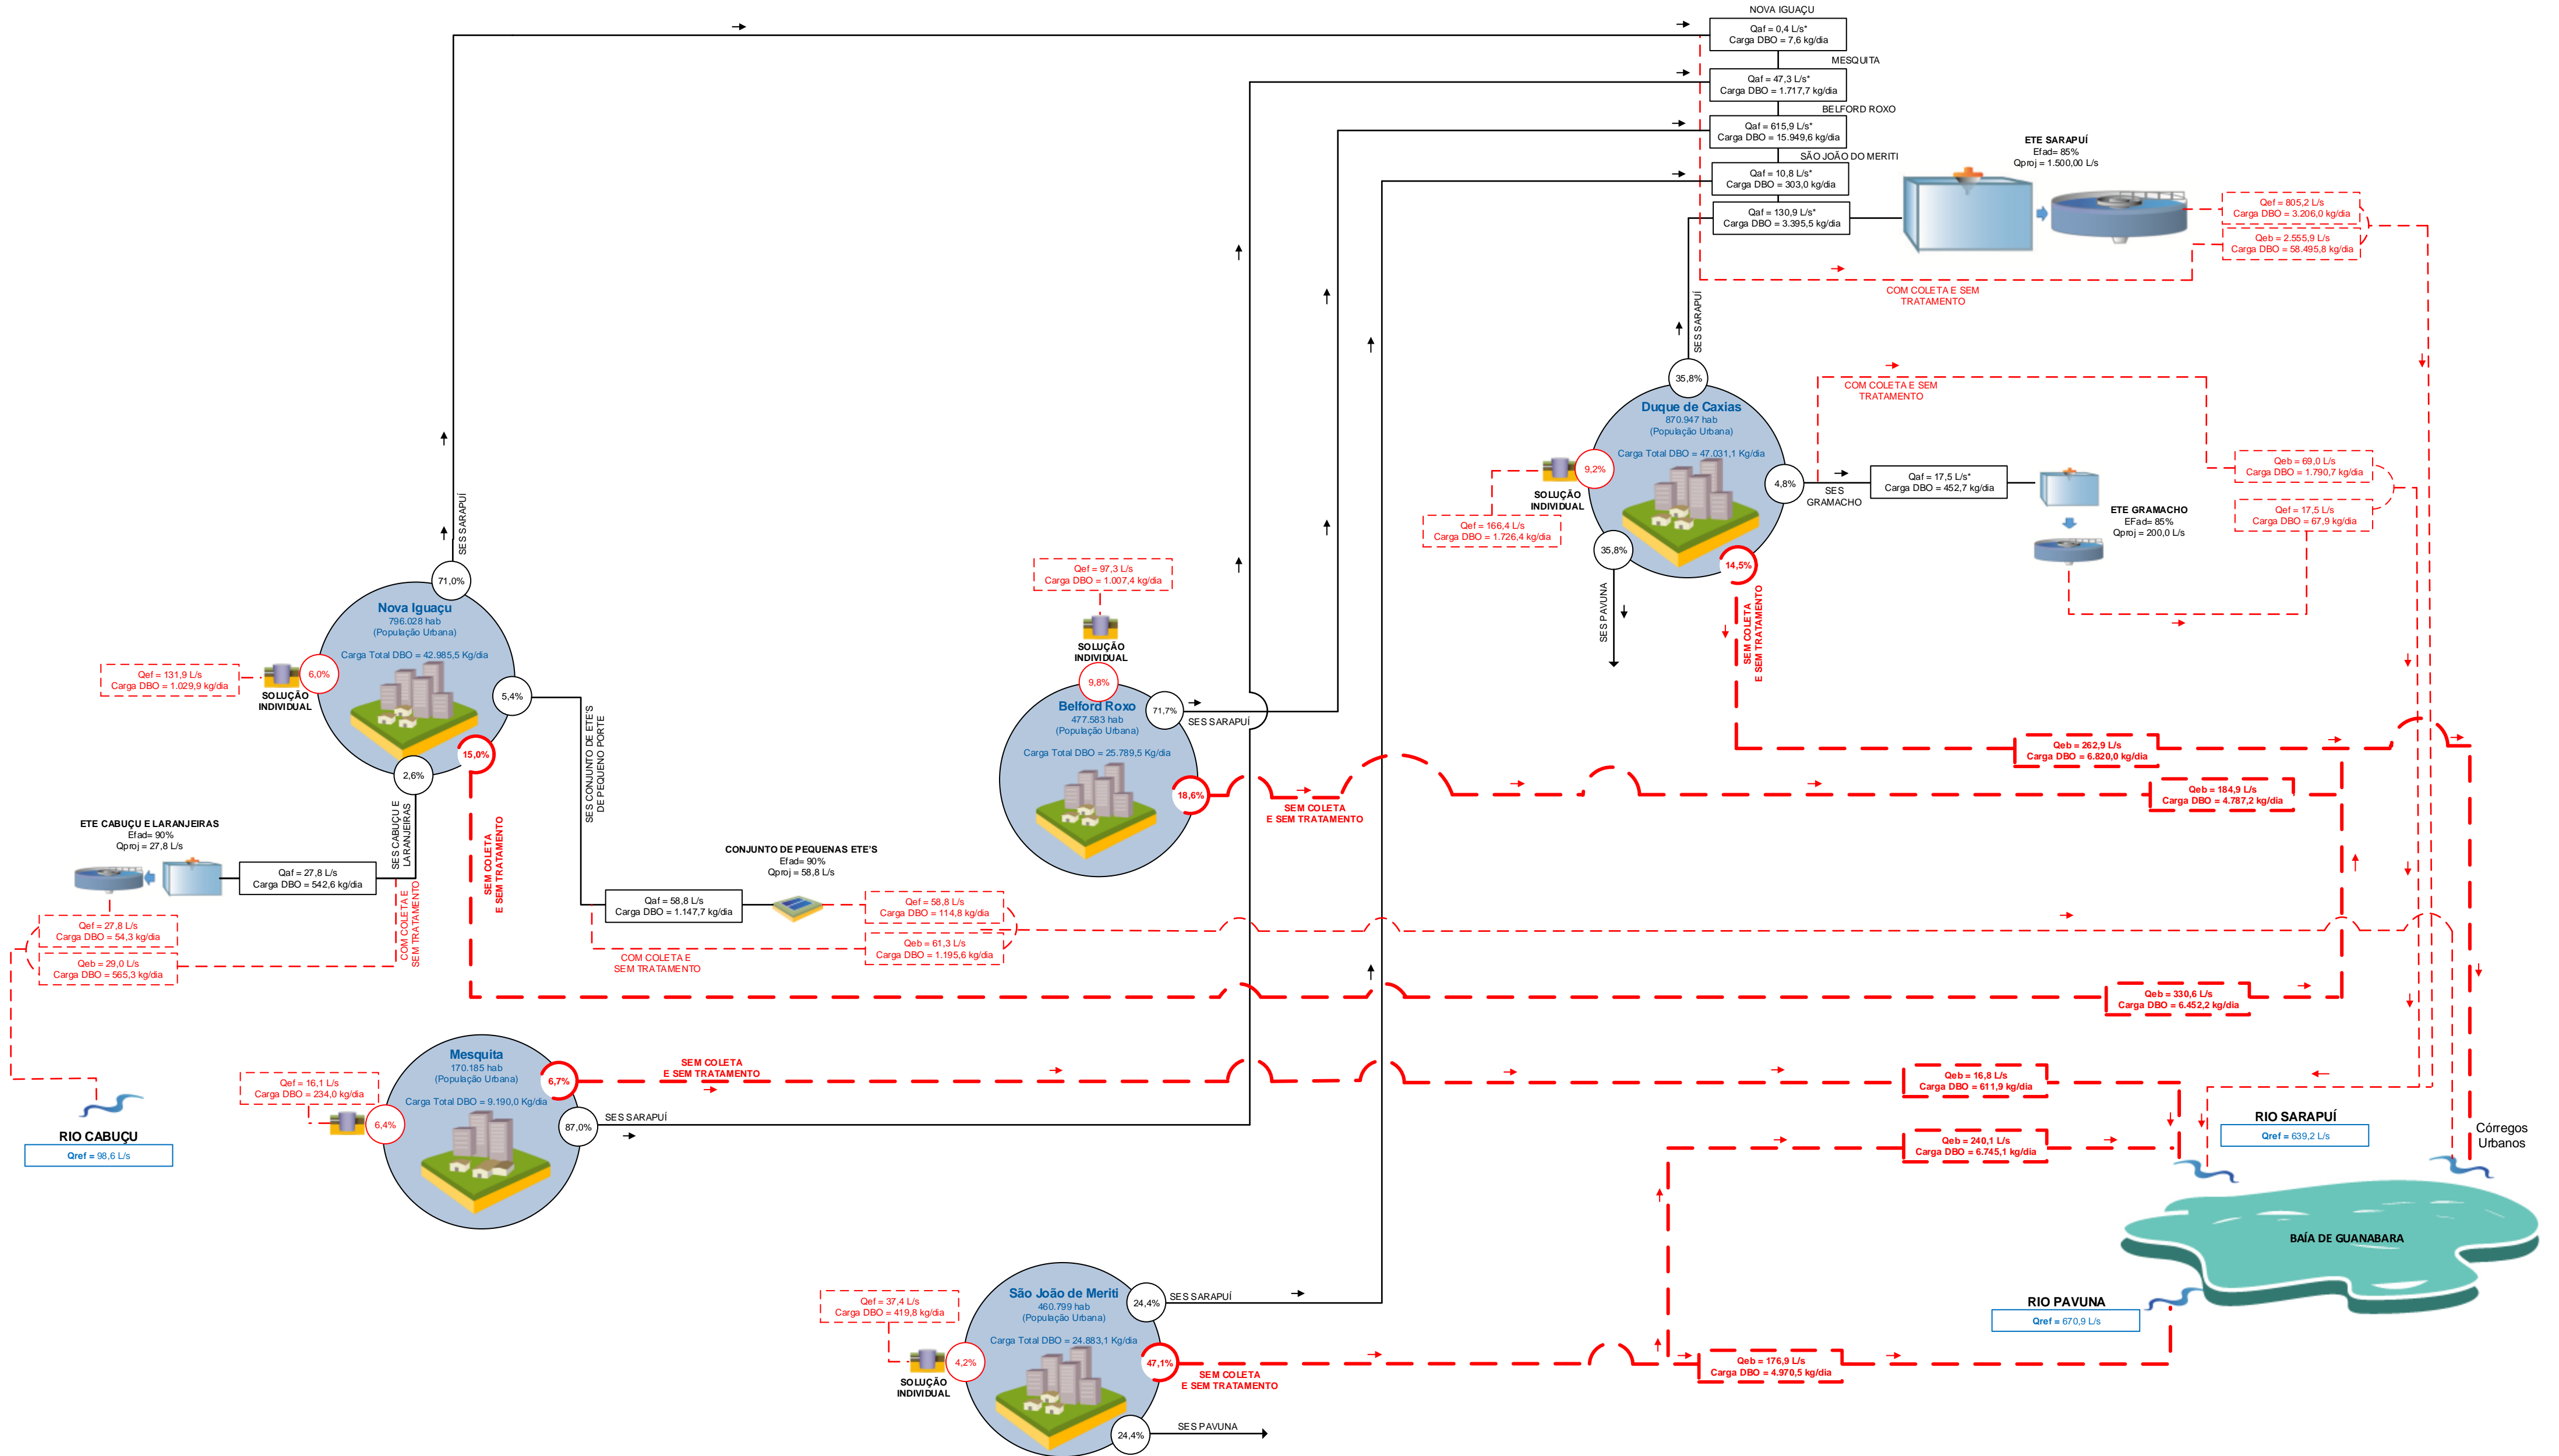 NOVA IGUAÇU
Qaf = 0,4 L/s*
Carga DBO = 7,6 kg/dia
MESQUITA
Qaf = 47,3 L/s*
Carga DBO = 1.717,7 kg/dia
BELFORD ROXO
Qaf = 615,9 L/s*
Carga DBO = 15.949,6 kg/dia
SÃO JOÃO DO MERITI
Qaf = 10,8 L/s*
Carga DBO = 303,0 kg/dia
Qaf = 130,9 L/s*
Carga DBO = 3.395,5 kg/dia
ETE SARAPUÍ
Efad= 85%
Qproj = 1.500,00 L/s
Qef = 805,2 L/s
Carga DBO = 3.206,0 kg/dia
Qeb = 2.555,9 L/s
Carga DBO = 58.495,8 kg/dia
COM COLETA E SEM
TRATAMENTO
SES SARAPUÍ
35,8%
Duque de Caxias
870.947 hab
(População Urbana)
Carga Total DBO = 47.031,1 Kg/dia
9,2%
SOLUÇÃO
INDIVIDUAL
Qef = 166,4 L/s
Carga DBO = 1.726,4 kg/dia
4,8%
SES
GRAMACHO
COM COLETA E SEM
TRATAMENTO
Qaf = 17,5 L/s*
Carga DBO = 452,7 kg/dia
ETE GRAMACHO
EFad= 85%
Qproj = 200,0 L/s
Qeb = 69,0 L/s
Carga DBO = 1.790,7 kg/dia
Qef = 17,5 L/s
Carga DBO = 67,9 kg/dia
35,8%
SES PAVUNA
14,5%
SEM COLETA
E SEM TRATAMENTO
Qeb = 262,9 L/s
Carga DBO = 6.820,0 kg/dia
SES SARAPUÍ
71,0%
Nova Iguaçu
796.028 hab
(População Urbana)
Carga Total DBO = 42.985,5 Kg/dia
6,0%
SOLUÇÃO
INDIVIDUAL
Qef = 131,9 L/s
Carga DBO = 1.029,9 kg/dia
5,4%
SES CONJUNTO DE ETE'S
DE PEQUENO PORTE
15,0%
SEM COLETA
E SEM TRATAMENTO
2,6%
SES CABUÇU E
LARANJEIRAS
ETE CABUÇU E LARANJEIRAS
Efad= 90%
Qproj = 27,8 L/s
Qaf = 27,8 L/s
Carga DBO = 542,6 kg/dia
COM COLETA E
SEM TRATAMENTO
Qef = 27,8 L/s
Carga DBO = 54,3 kg/dia
Qeb = 29,0 L/s
Carga DBO = 565,3 kg/dia
RIO CABUÇU
Qref = 98,6 L/s
CONJUNTO DE PEQUENAS ETE'S
Efad= 90%
Qproj = 58,8 L/s
Qaf = 58,8 L/s
Carga DBO = 1.147,7 kg/dia
Qef = 58,8 L/s
Carga DBO = 114,8 kg/dia
Qeb = 61,3 L/s
Carga DBO = 1.195,6 kg/dia
COM COLETA E
SEM TRATAMENTO
Qef = 97,3 L/s
Carga DBO = 1.007,4 kg/dia
SOLUÇÃO
INDIVIDUAL
9,8%
Belford Roxo
477.583 hab
(População Urbana)
Carga Total DBO = 25.789,5 Kg/dia
71,7%
SES SARAPUÍ
18,6%
SEM COLETA
E SEM TRATAMENTO
Qeb = 184,9 L/s
Carga DBO = 4.787,2 kg/dia
Qeb = 330,6 L/s
Carga DBO = 6.452,2 kg/dia
Mesquita
170.185 hab
(População Urbana)
Carga Total DBO = 9.190,0 Kg/dia
6,7%
SEM COLETA
E SEM TRATAMENTO
Qef = 16,1 L/s
Carga DBO = 234,0 kg/dia
6,4%
87,0%
SES SARAPUÍ
Qeb = 16,8 L/s
Carga DBO = 611,9 kg/dia
Qeb = 240,1 L/s
Carga DBO = 6.745,1 kg/dia
RIO SARAPUÍ
Qref = 639,2 L/s
Córregos
Urbanos
BAÍA DE GUANABARA
RIO PAVUNA
Qref = 670,9 L/s
São João de Meriti
460.799 hab
(População Urbana)
Carga Total DBO = 24.883,1 Kg/dia
24,4%
SES SARAPUÍ
Qef = 37,4 L/s
Carga DBO = 419,8 kg/dia
4,2%
SOLUÇÃO
INDIVIDUAL
47,1%
SEM COLETA
E SEM TRATAMENTO
Qeb = 176,9 L/s
Carga DBO = 4.970,5 kg/dia
24,4%
SES PAVUNA